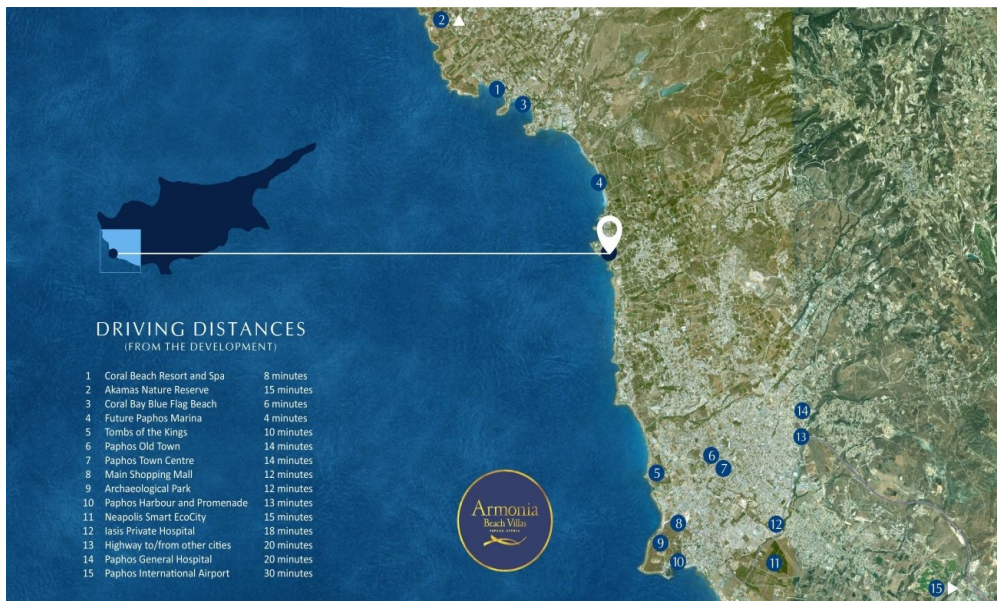 2
1
3
4
DRIVING DISTANCES
(FROM THE DEVELOPMENT)
1 Coral Beach Resort and Spa 8 minutes
2 Akamas Nature Reserve 15 minutes
3 Coral Bay Blue Flag Beach 6 minutes
4 Future Paphos Marina 4 minutes
5 Tombs of the Kings 10 minutes
6 Paphos Old Town 14 minutes
7 Paphos Town Centre 14 minutes
8 Main Shopping Mall 12 minutes
9 Archaeological Park 12 minutes
10 Paphos Harbour and Promenade 13 minutes
11 Neapolis Smart EcoCity 15 minutes
12 Iasis Private Hospital 18 minutes
13 Highway to/from other cities 20 minutes
14 Paphos General Hospital 20 minutes
15 Paphos International Airport 30 minutes
Armonia
Beach Villas
PAPHOS, CYPRUS
14
13
6
7
5
8
12
9
10
11
15